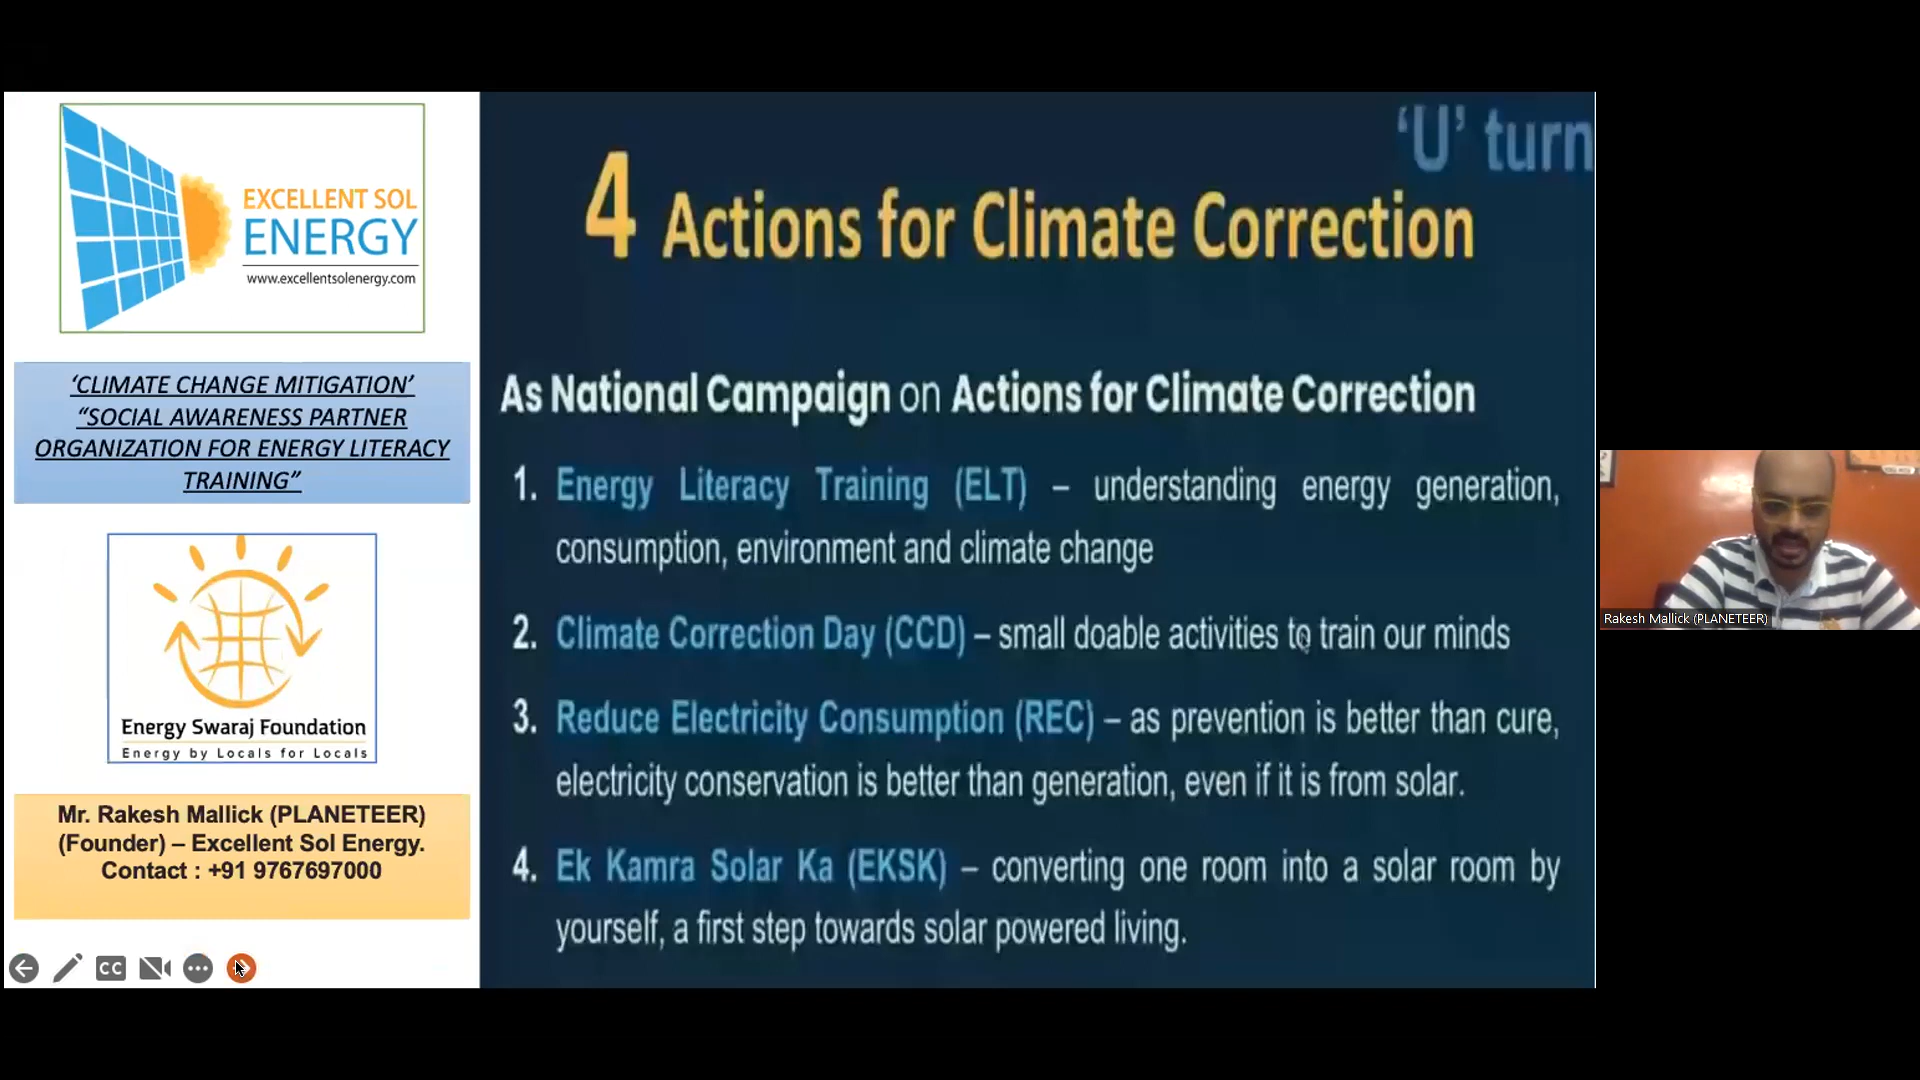 EXCELLENT SOL
ENERGY
www.excellentsolenergy.com
‘CLIMATE CHANGE MITIGATION’
“SOCIAL AWARENESS PARTNER
ORGANIZATION FOR ENERGY LITERACY
TRAINING”
Energy Swaraj Foundation
Energy by Locals for Locals
Mr. Rakesh Mallick (PLANETEER)
(Founder) – Excellent Sol Energy.
Contact : +91 9767697000
CC
‘U’ turn
4 Actions for Climate Correction
As National Campaign on Actions for Climate Correction
1. Energy Literacy Training (ELT) – understanding energy generation,
consumption, environment and climate change
2. Climate Correction Day (CCD) – small doable activities to train our minds
3. Reduce Electricity Consumption (REC) – as prevention is better than cure,
electricity conservation is better than generation, even if it is from solar.
4. Ek Kamra Solar Ka (EKSK) – converting one room into a solar room by
yourself, a first step towards solar powered living.
Rakesh Mallick (PLANETEER)